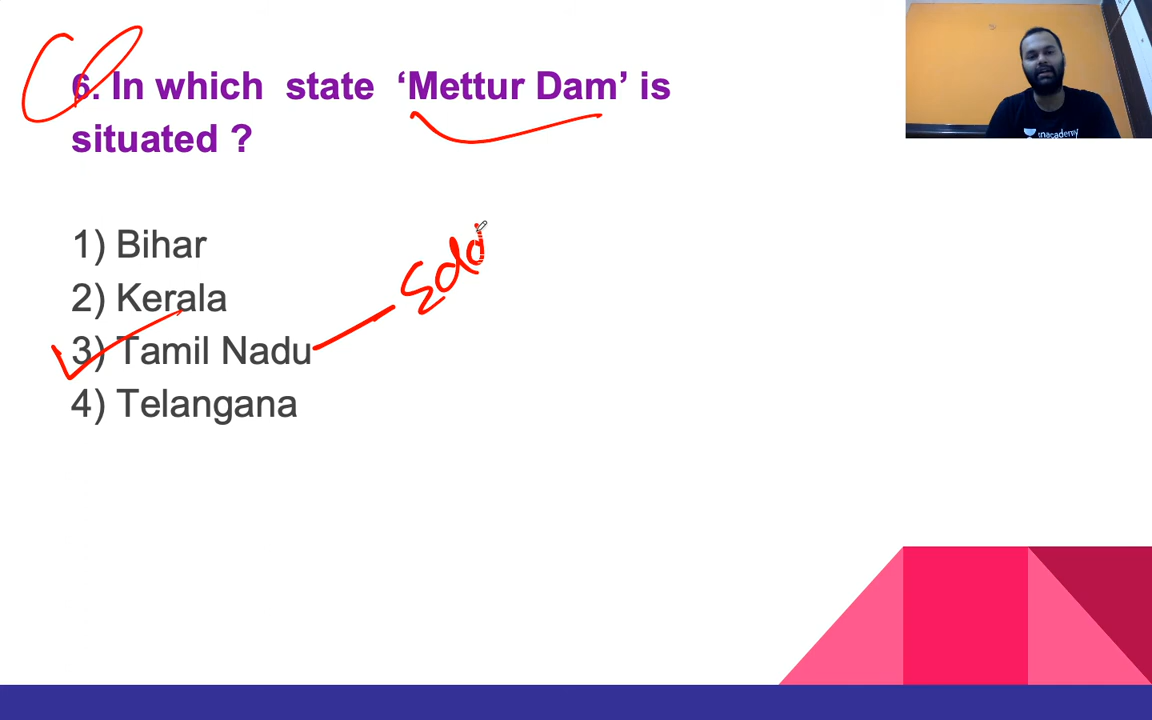 6. In which state ‘Mettur Dam’ is
situated ?
1) Bihar
2) Kerala
3) Tamil Nadu
4) Telangana